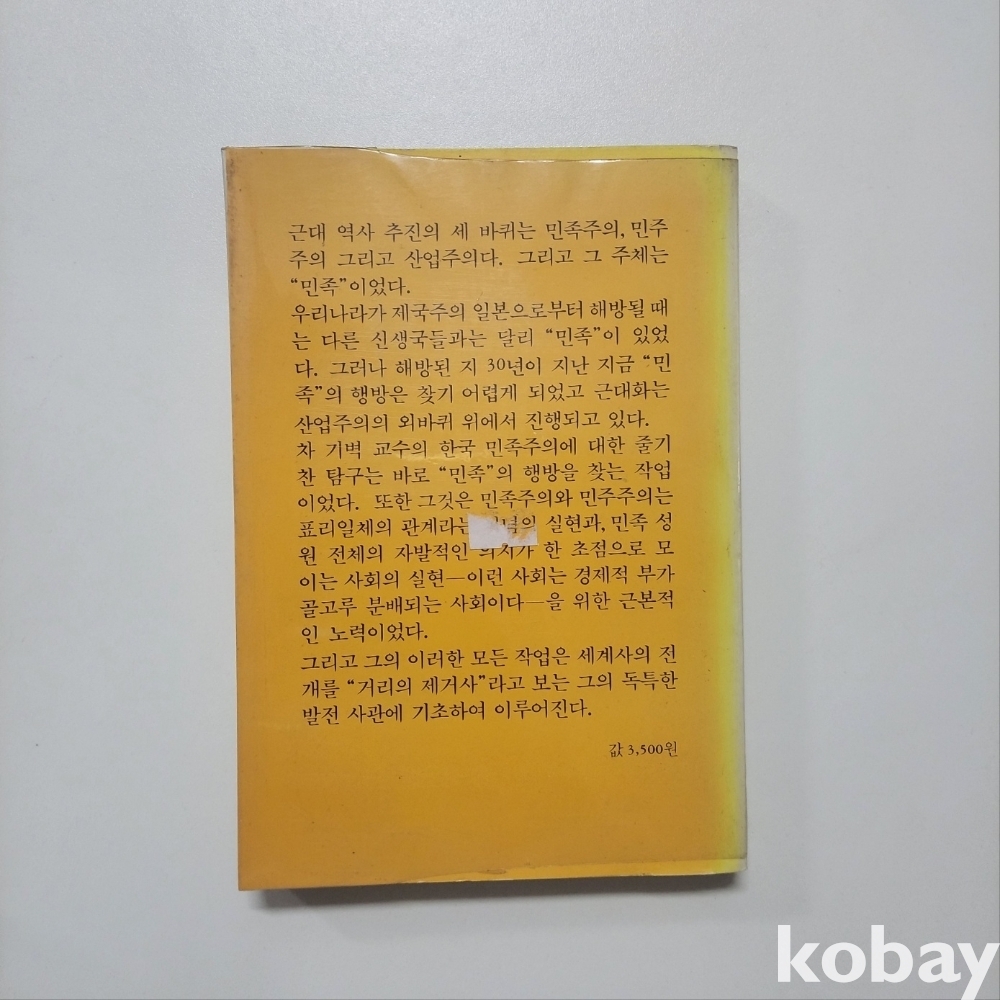 근대 역사 추진의 세 바퀴는 민족주의, 민주
주의 그리고 산업주의다. 그리고 그 주체는
“민족”이었다.
우리나라가 제국주의 일본으로부터 해방될 때
는 다른 신생국들과는 달리 “민족”이 있었
다. 그러나 해방된 지 30년이 지난 지금 “민
족”의 행방은 찾기 어렵게 되었고 근대화는
산업주의의 외바퀴 위에서 진행되고 있다.
차 기벽 교수의 한국 민족주의에 대한 줄기
찬 탐구는 바로 “민족”의 행방을 찾는 작업
이었다. 또한 그것은 민족주의와 민주주의는
표리일체의 관계라는 실현과, 민족 성
원 전체의 자발적인 의지가 한 초점으로 모
이는 사회의 실현—이런 사회는 경제적 부가
골고루 분배되는 사회이다—을 위한 근본적
인 노력이었다.
그리고 그의 이러한 모든 작업은 세계사의 전
개를 “거리의 제거사”라고 보는 그의 독특한
발전 사관에 기초하여 이루어진다.
값 3,500원
kobay